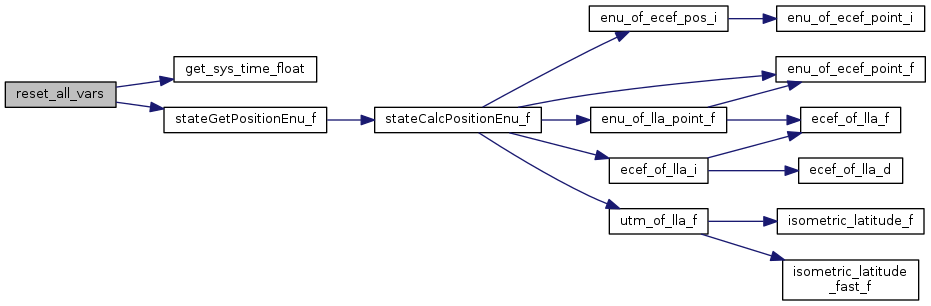 reset_all_vars
get_sys_time_float
stateGetPositionEnu_f
stateCalcPositionEnu_f
enu_of_ecef_pos_i
enu_of_ecef_point_i
enu_of_ecef_point_f
enu_of_lla_point_f
ecef_of_lla_f
ecef_of_lla_i
ecef_of_lla_d
utm_of_lla_f
isometric_latitude_f
isometric_latitude
_fast_f